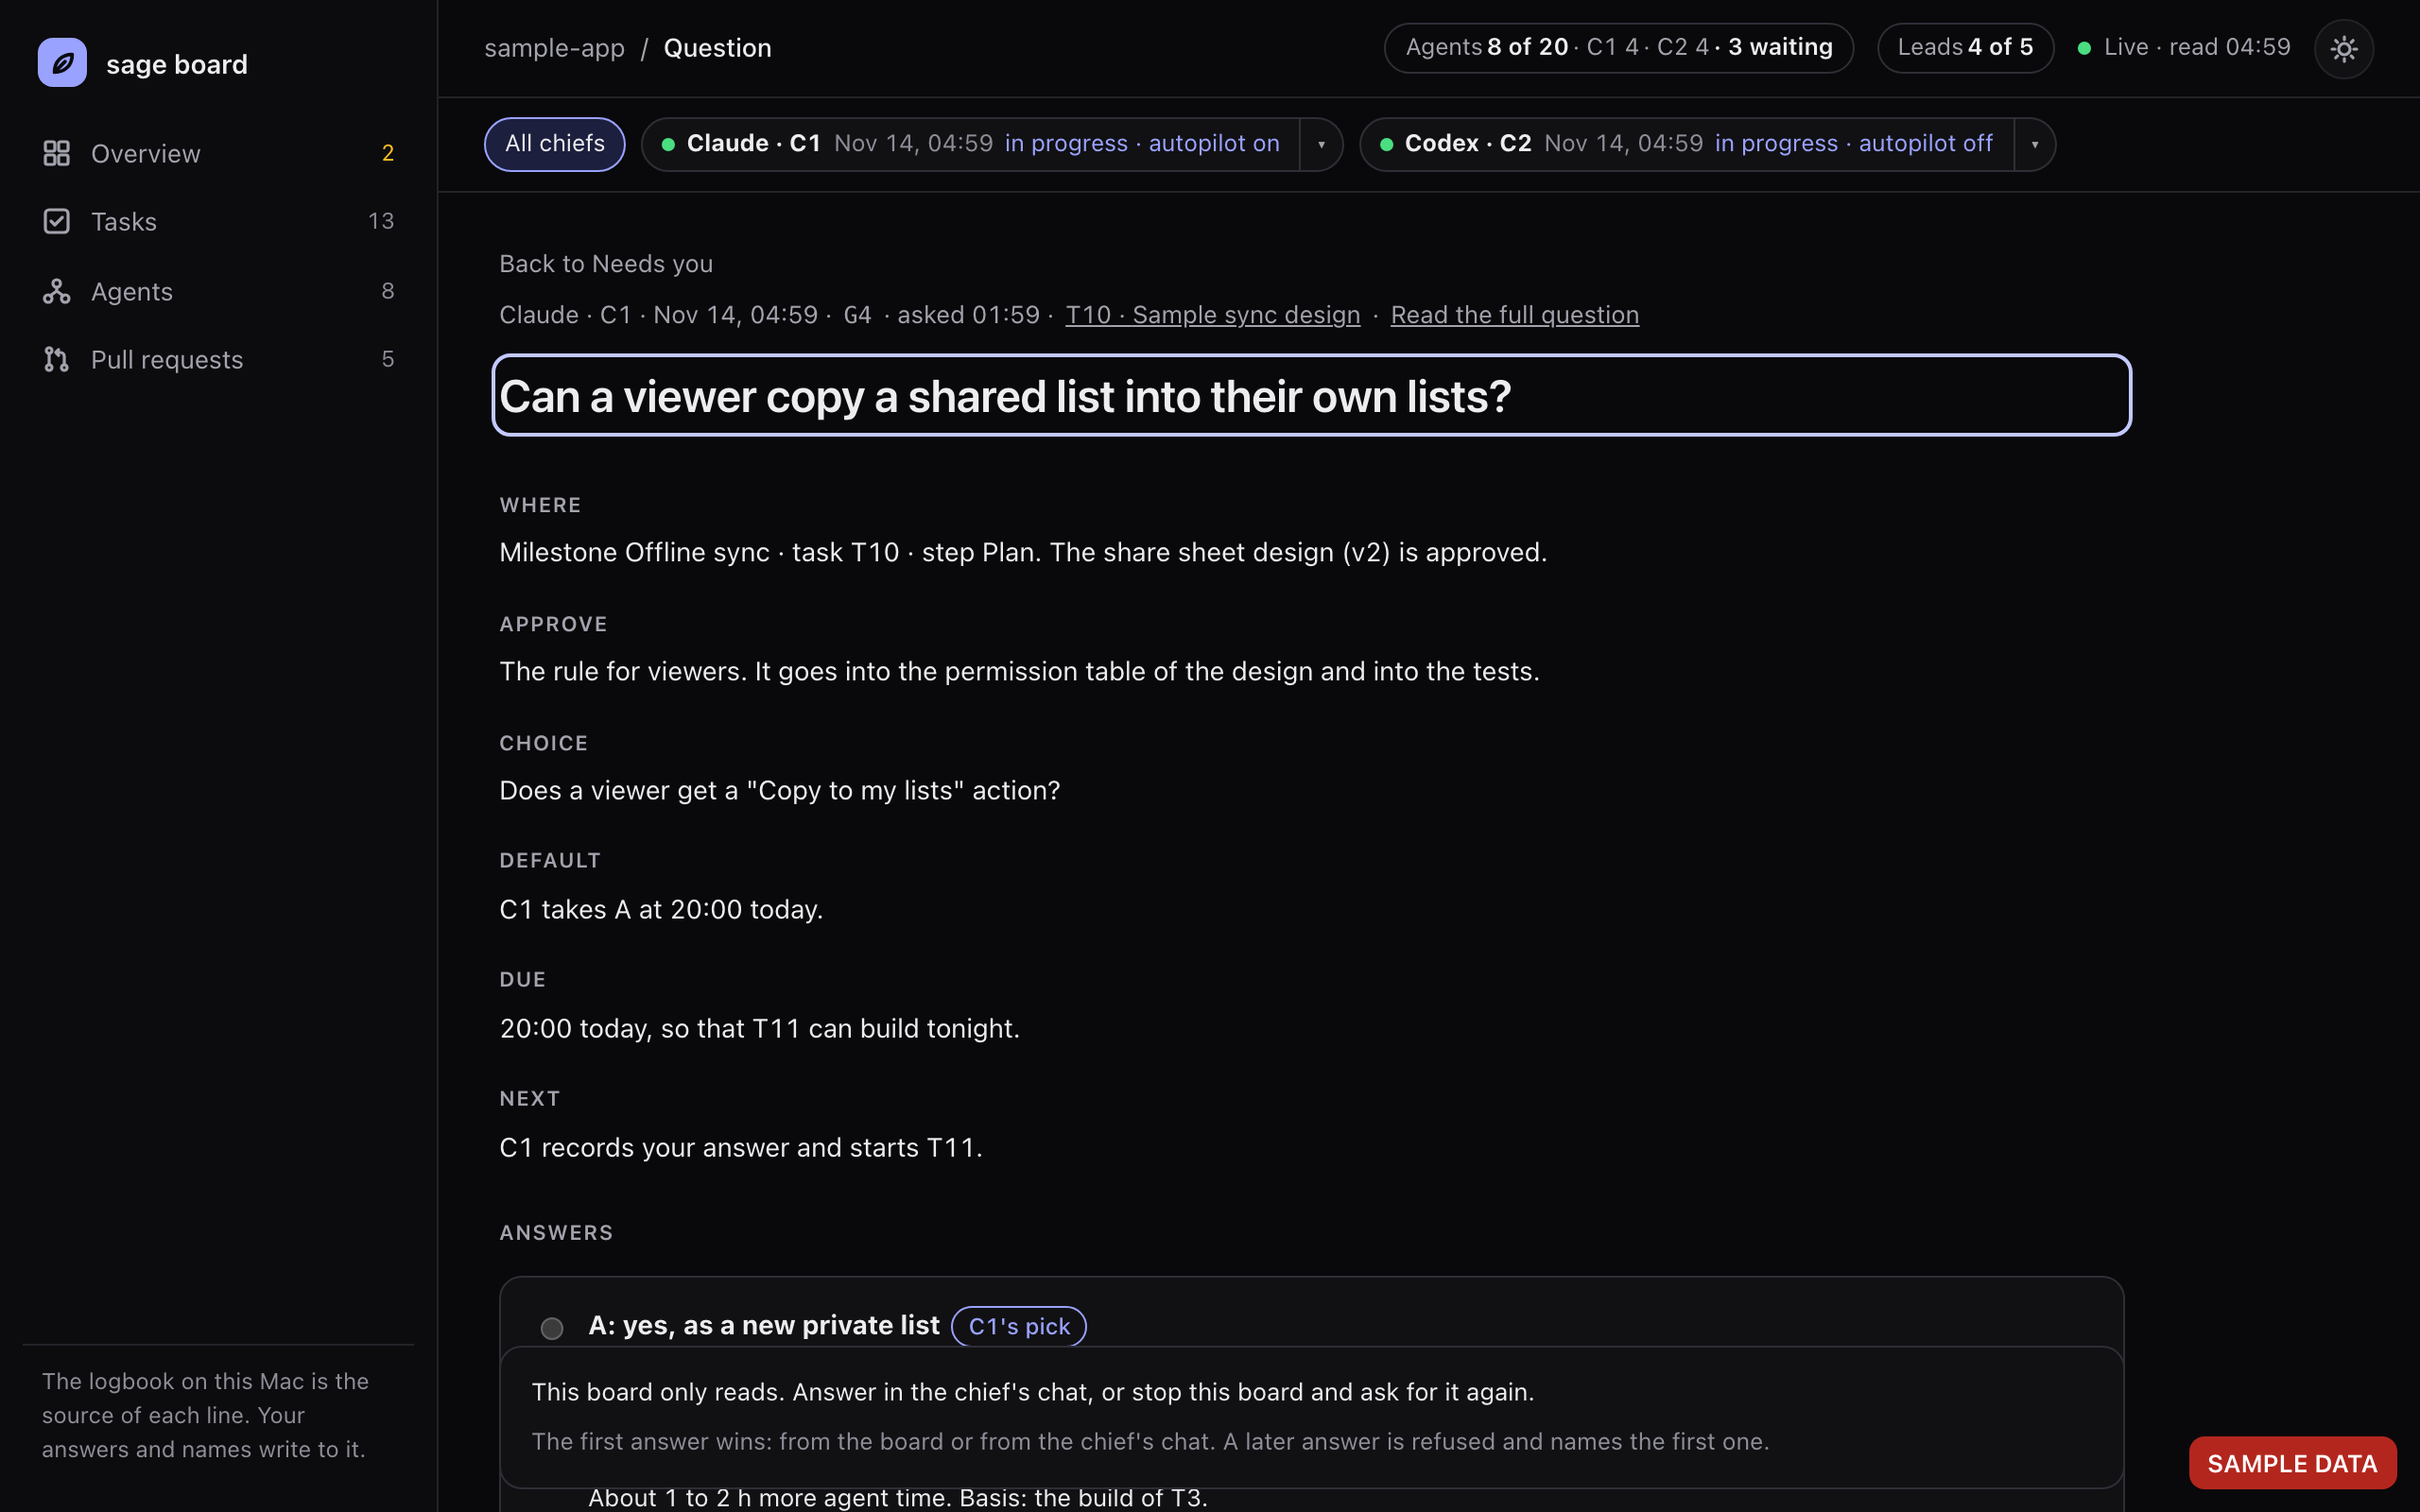 sage board
Overview 2
Tasks 13
Agents 8
Pull requests 5
The logbook on this Mac is the
source of each line. Your
answers and names write to it.
sample-app / Question
Agents 8 of 20 · C1 4 · C2 4 · 3 waiting
Leads 4 of 5
Live · read 04:59
All chiefs
Claude · C1 Nov 14, 04:59 in progress · autopilot on
Codex · C2 Nov 14, 04:59 in progress · autopilot off
Back to Needs you
Claude · C1 · Nov 14, 04:59 · G4 · asked 01:59 · T10 · Sample sync design · Read the full question
Can a viewer copy a shared list into their own lists?
WHERE
Milestone Offline sync · task T10 · step Plan. The share sheet design (v2) is approved.
APPROVE
The rule for viewers. It goes into the permission table of the design and into the tests.
CHOICE
Does a viewer get a "Copy to my lists" action?
DEFAULT
C1 takes A at 20:00 today.
DUE
20:00 today, so that T11 can build tonight.
NEXT
C1 records your answer and starts T11.
ANSWERS
A: yes, as a new private list C1's pick
This board only reads. Answer in the chief's chat, or stop this board and ask for it again.
The first answer wins: from the board or from the chief's chat. A later answer is refused and names the first one.
About 1 to 2 h more agent time. Basis: the build of T3.
SAMPLE DATA